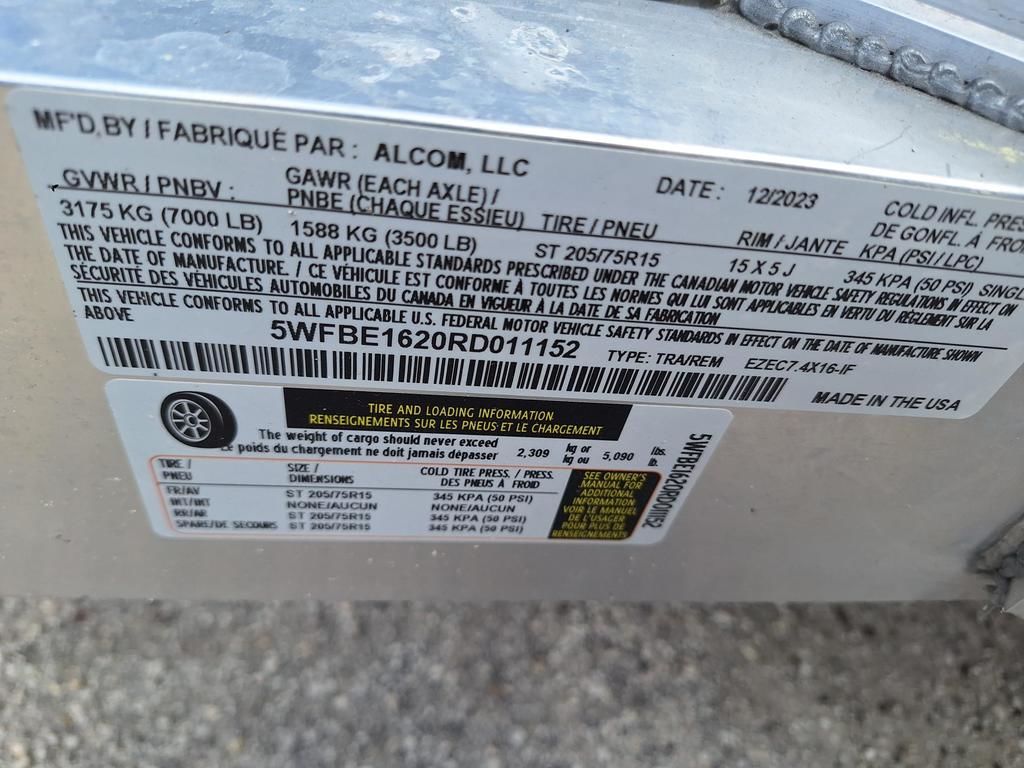 MF'D. BY / FABRIQUÉ PAR : ALCOM, LLC
DATE : 12/2023
GVWR / PNBV : GAWR (EACH AXLE) / PNBE (CHAQUE ESSIEU) TIRE / PNEU RIM / JANTE COLD INFL. PRES
DE GONFL. À FROI
KPA (PSI / LPC)
3175 KG (7000 LB) 1588 KG (3500 LB) ST 205/75R15 15 X 5 J 345 KPA (50 PSI) SINGL
THIS VEHICLE CONFORMS TO ALL APPLICABLE STANDARDS PRESCRIBED UNDER THE CANADIAN MOTOR VEHICLE SAFETY REGULATIONS IN EFFECT ON
THE DATE OF MANUFACTURE. / CE VÉHICULE EST CONFORME À TOUTES LES NORMES QUI LUI SONT APPLICABLES EN VERTU DU RÈGLEMENT SUR LA
SÉCURITÉ DES VÉHICULES AUTOMOBILES DU CANADA EN VIGUEUR À LA DATE DE SA FABRICATION
THIS VEHICLE CONFORMS TO ALL APPLICABLE U.S. FEDERAL MOTOR VEHICLE SAFETY STANDARDS IN EFFECT ON THE DATE OF MANUFACTURE SHOWN
ABOVE
5WFBE1620RD011152 TYPE: TRA/REM EZEC7.4X16-IF
MADE IN THE USA
TIRE AND LOADING INFORMATION
RENSEIGNEMENTS SUR LES PNEUS ET LE CHARGEMENT
The weight of cargo should never exceed
Le poids du chargement ne doit jamais dépasser 2,309 kg or
kg ou 5,090 lbs.
lb.
TIRE /
PNEU SIZE /
DIMENSIONS COLD TIRE PRESS. / PRESS.
DES PNEUS À FROID
FR/AV ST 205/75R15 345 KPA (50 PSI)
INT/INT NONE/AUCUN NONE/AUCUN
RR/AR ST 205/75R15 345 KPA (50 PSI)
SPARE/DE SECOURS ST 205/75R15 345 KPA (50 PSI)
SEE OWNER'S
MANUAL FOR
ADDITIONAL
INFORMATION
VOIR LE MANUEL
DE L'USAGER
POUR PLUS DE
RENSEIGNEMENTS
5WFBE1620RD011152